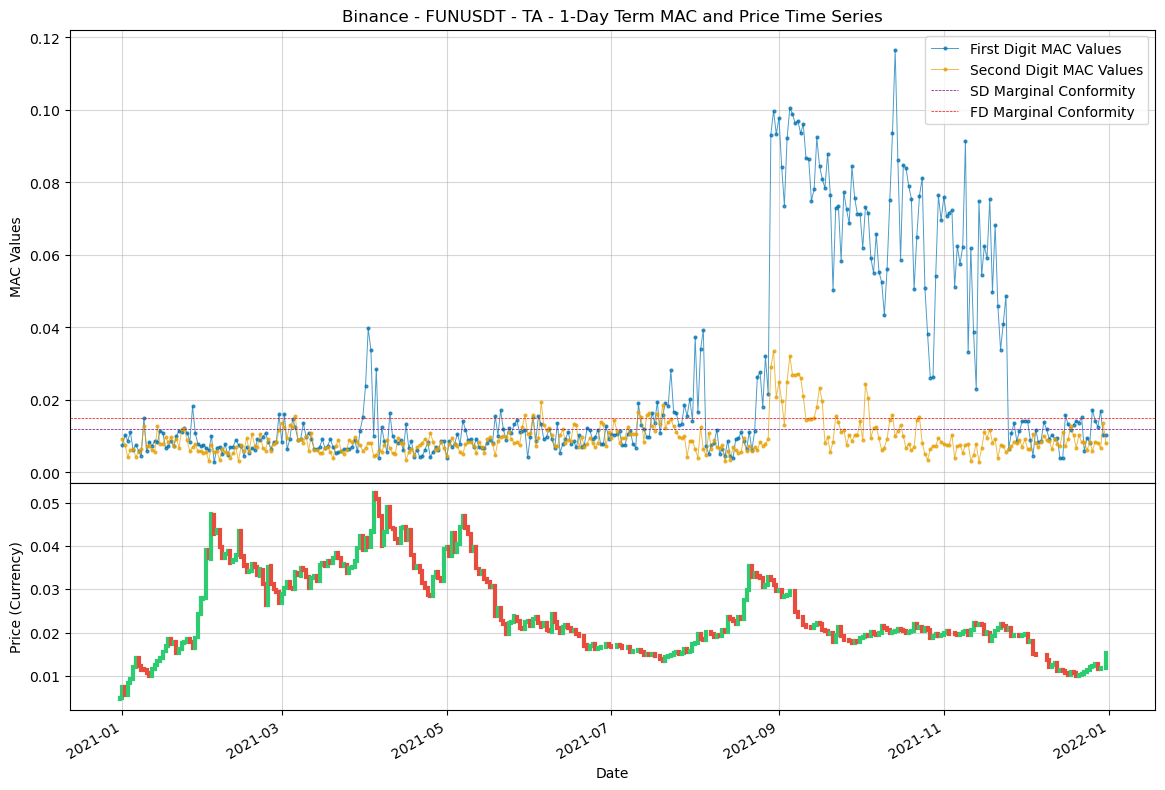 Binance - FUNUSDT - TA - 1-Day Term MAC and Price Time Series
First Digit MAC Values
Second Digit MAC Values
SD Marginal Conformity
FD Marginal Conformity
MAC Values
0.12
0.10
0.08
0.06
0.04
0.02
0.00
Price (Currency)
0.05
0.04
0.03
0.02
0.01
2021-01
2021-03
2021-05
2021-07
2021-09
2021-11
2022-01
Date